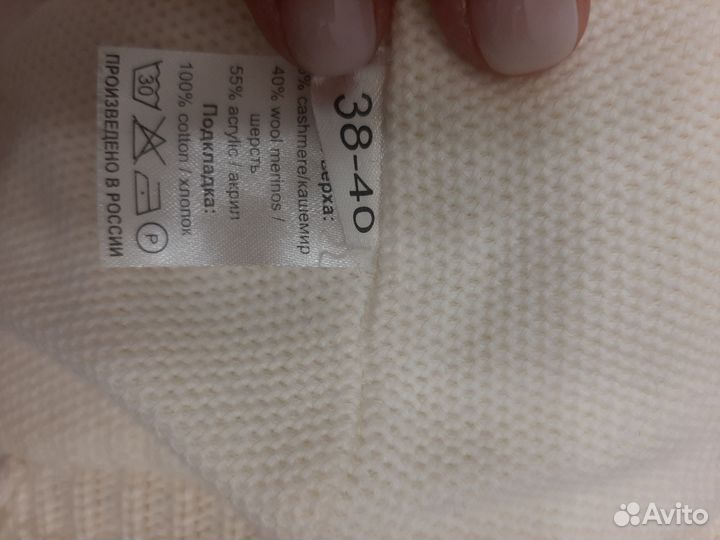 38-40
верха:
% cashmere/кашемир
40% wool merinos /
шерсть
55% acrylic / акрил
Подкладка:
100% cotton / хлопок
30
P
ПРОИЗВЕДЕНО В РОССИИ
Avito